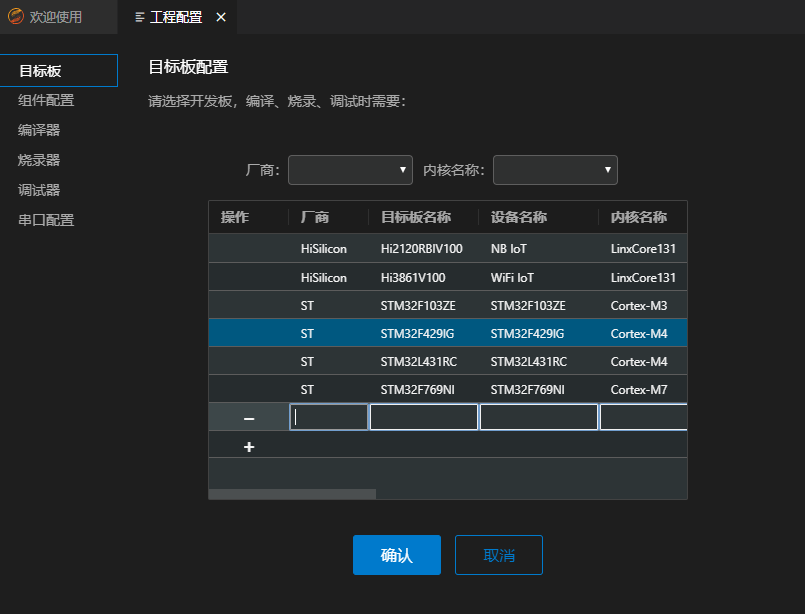 欢迎使用 工程配置
目标板
组件配置
编译器
烧录器
调试器
串口配置
目标板配置
请选择开发板，编译、烧录、调试时需要：
厂商： 内核名称：
操作 厂商 目标板名称 设备名称 内核名称
HiSilicon Hi2120RBIV100 NB IoT LinxCore131
HiSilicon Hi3861V100 WiFi IoT LinxCore131
ST STM32F103ZE STM32F103ZE Cortex-M3
ST STM32F429IG STM32F429IG Cortex-M4
ST STM32L431RC STM32L431RC Cortex-M4
ST STM32F769NI STM32F769NI Cortex-M7
确认 取消